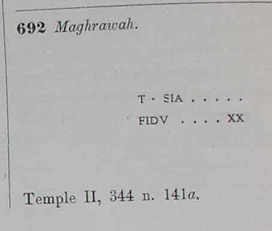 692 Maghrawah.
T · SIA . . . . .
FIDV . . . . XX
Temple II, 344 n. 141a.